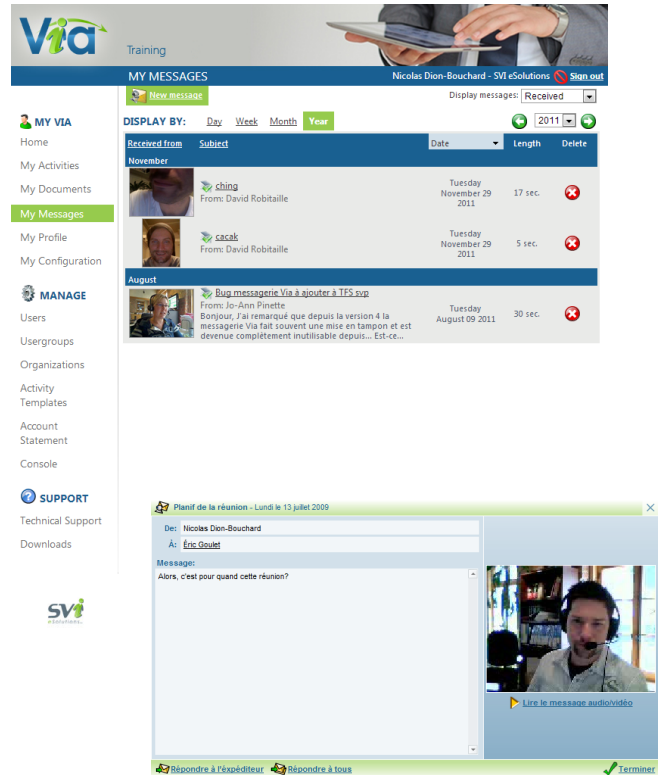 Via
Training
MY MESSAGES
Nicolas Dion-Bouchard - SVI eSolutions Sign out
New message
Display messages: Received
MY VIA
Home
My Activities
My Documents
My Messages
My Profile
My Configuration
MANAGE
Users
Usergroups
Organizations
Activity
Templates
Account
Statement
Console
SUPPORT
Technical Support
Downloads
svi
eSolutions
DISPLAY BY: Day Week Month Year 2011
Received from Subject Date Length Delete
November
ching
From: David Robitaille
Tuesday
November 29
2011
17 sec.
cacak
From: David Robitaille
Tuesday
November 29
2011
5 sec.
August
Bug messagerie Via à ajouter à TFS svp
From: Jo-Ann Pinette
Bonjour, J'ai remarqué que depuis la version 4 la
messagerie Via fait souvent une mise en tampon et est
devenue complètement inutilisable depuis... Est-ce...
Tuesday
August 09 2011
30 sec.
Planif de la réunion - Lundi le 13 juillet 2009
De: Nicolas Dion-Bouchard
À: Éric Goulet
Message:
Alors, c'est pour quand cette réunion?
Lire le message audio/vidéo
Répondre à l'éxpéditeur Répondre à tous
Terminer